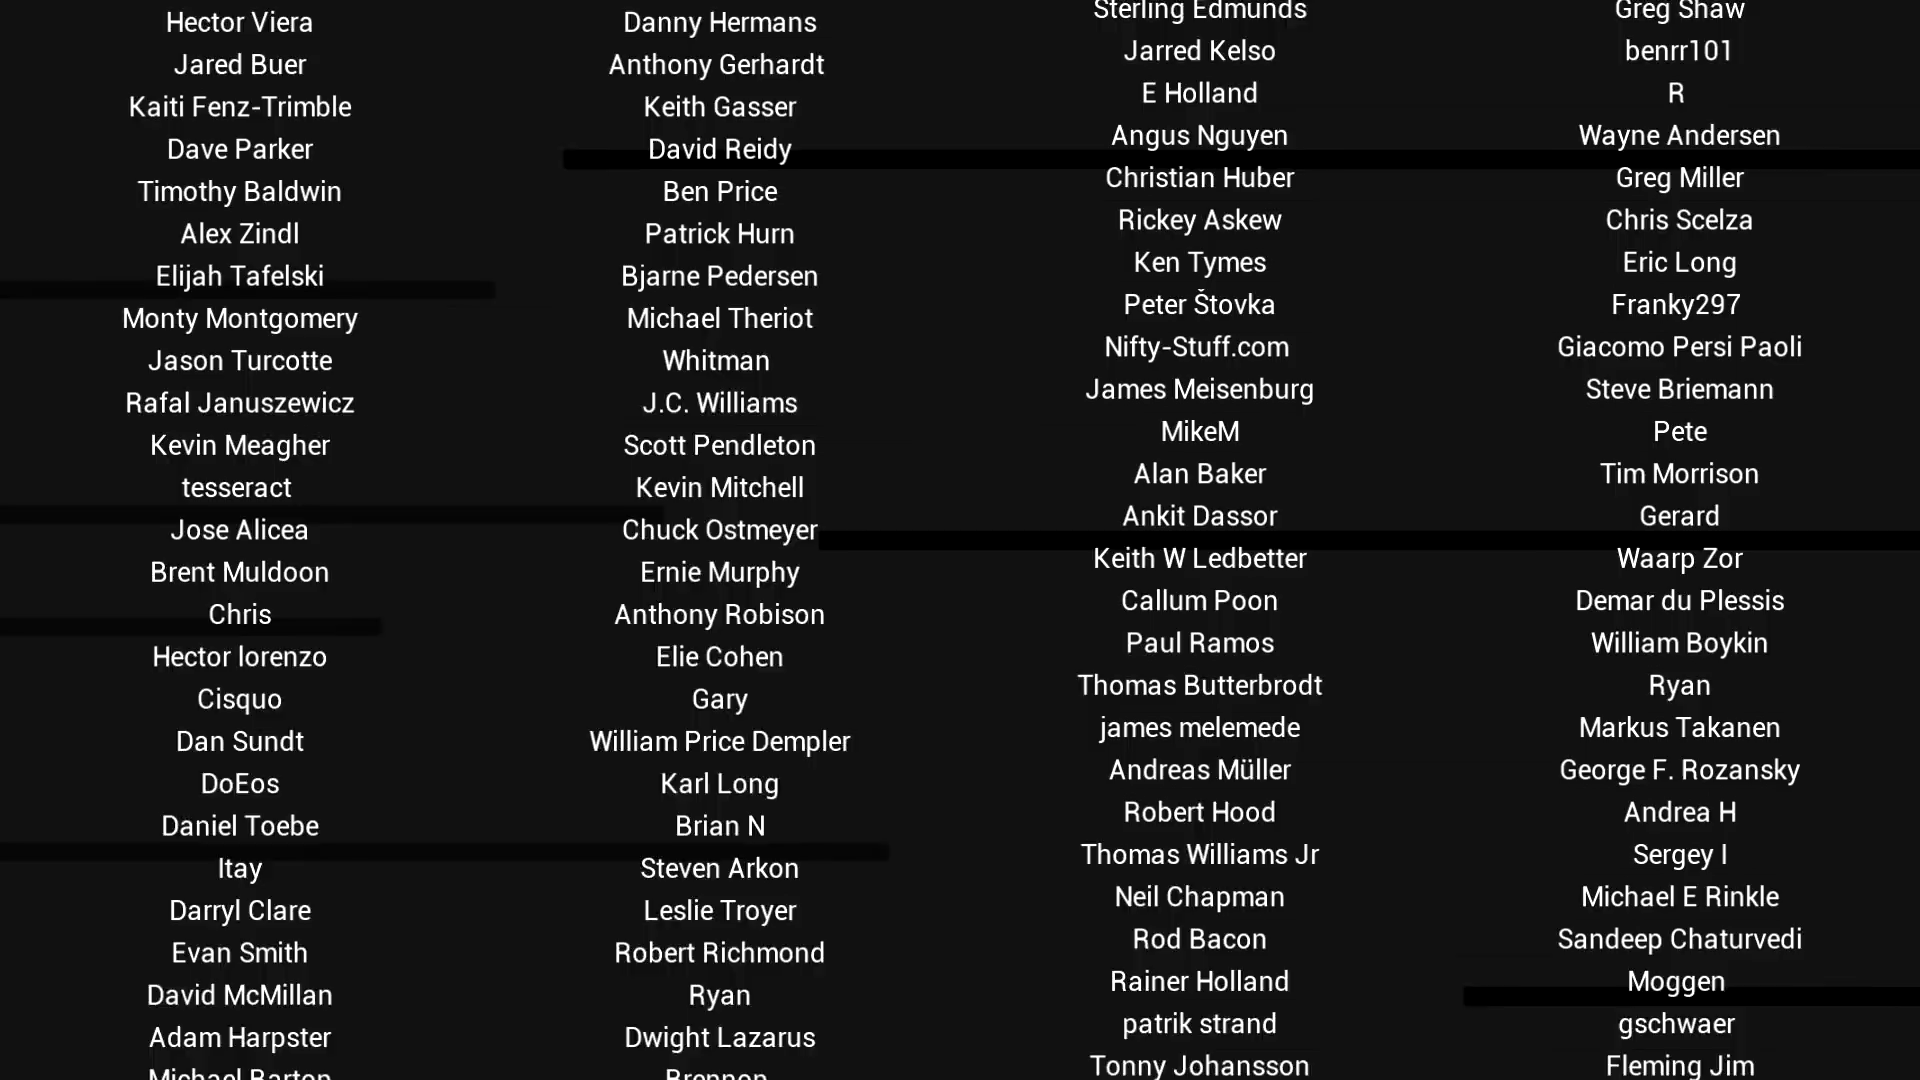 Hector Viera
Jared Buer
Kaiti Fenz-Trimble
Dave Parker
Timothy Baldwin
Alex Zindl
Elijah Tafelski
Monty Montgomery
Jason Turcotte
Rafal Januszewicz
Kevin Meagher
tesseract
Jose Alicea
Brent Muldoon
Chris
Hector lorenzo
Cisquo
Dan Sundt
DoEos
Daniel Toebe
Itay
Darryl Clare
Evan Smith
David McMillan
Adam Harpster
Michael Barton
Danny Hermans
Anthony Gerhardt
Keith Gasser
David Reidy
Ben Price
Patrick Hurn
Bjarne Pedersen
Michael Theriot
Whitman
J.C. Williams
Scott Pendleton
Kevin Mitchell
Chuck Ostmeyer
Ernie Murphy
Anthony Robison
Elie Cohen
Gary
William Price Dempler
Karl Long
Brian N
Steven Arkon
Leslie Troyer
Robert Richmond
Ryan
Dwight Lazarus
Brennon
Sterling Edmunds
Jarred Kelso
E Holland
Angus Nguyen
Christian Huber
Rickey Askew
Ken Tymes
Peter Štovka
Nifty-Stuff.com
James Meisenburg
MikeM
Alan Baker
Ankit Dassor
Keith W Ledbetter
Callum Poon
Paul Ramos
Thomas Butterbrodt
james melemede
Andreas Müller
Robert Hood
Thomas Williams Jr
Neil Chapman
Rod Bacon
Rainer Holland
patrik strand
Tonny Johansson
Greg Shaw
benrr101
R
Wayne Andersen
Greg Miller
Chris Scelza
Eric Long
Franky297
Giacomo Persi Paoli
Steve Briemann
Pete
Tim Morrison
Gerard
Waarp Zor
Demar du Plessis
William Boykin
Ryan
Markus Takanen
George F. Rozansky
Andrea H
Sergey I
Michael E Rinkle
Sandeep Chaturvedi
Moggen
gschwaer
Fleming Jim